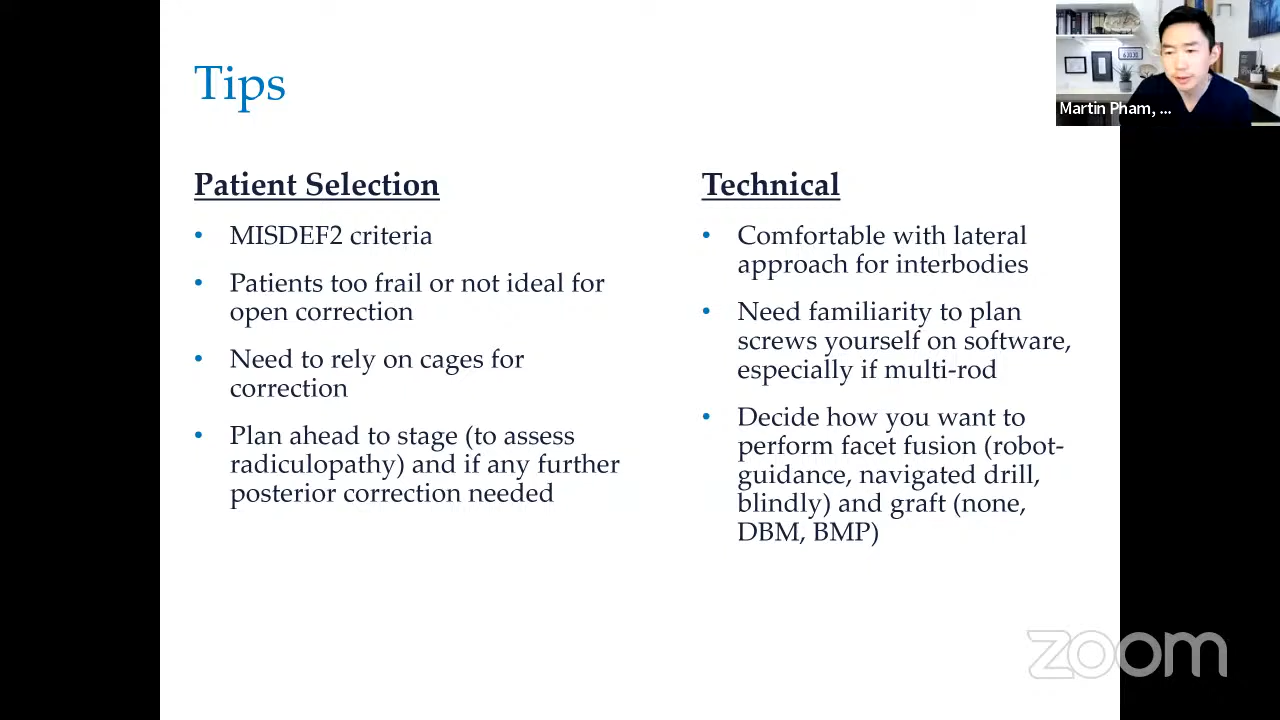 Tips
Martin Pham, ...
Patient Selection
• MISDEF2 criteria
• Patients too frail or not ideal for
open correction
• Need to rely on cages for
correction
• Plan ahead to stage (to assess
radiculopathy) and if any further
posterior correction needed
Technical
• Comfortable with lateral
approach for interbodies
• Need familiarity to plan
screws yourself on software,
especially if multi-rod
• Decide how you want to
perform facet fusion (robot-
guidance, navigated drill,
blindly) and graft (none,
DBM, BMP)
zoom